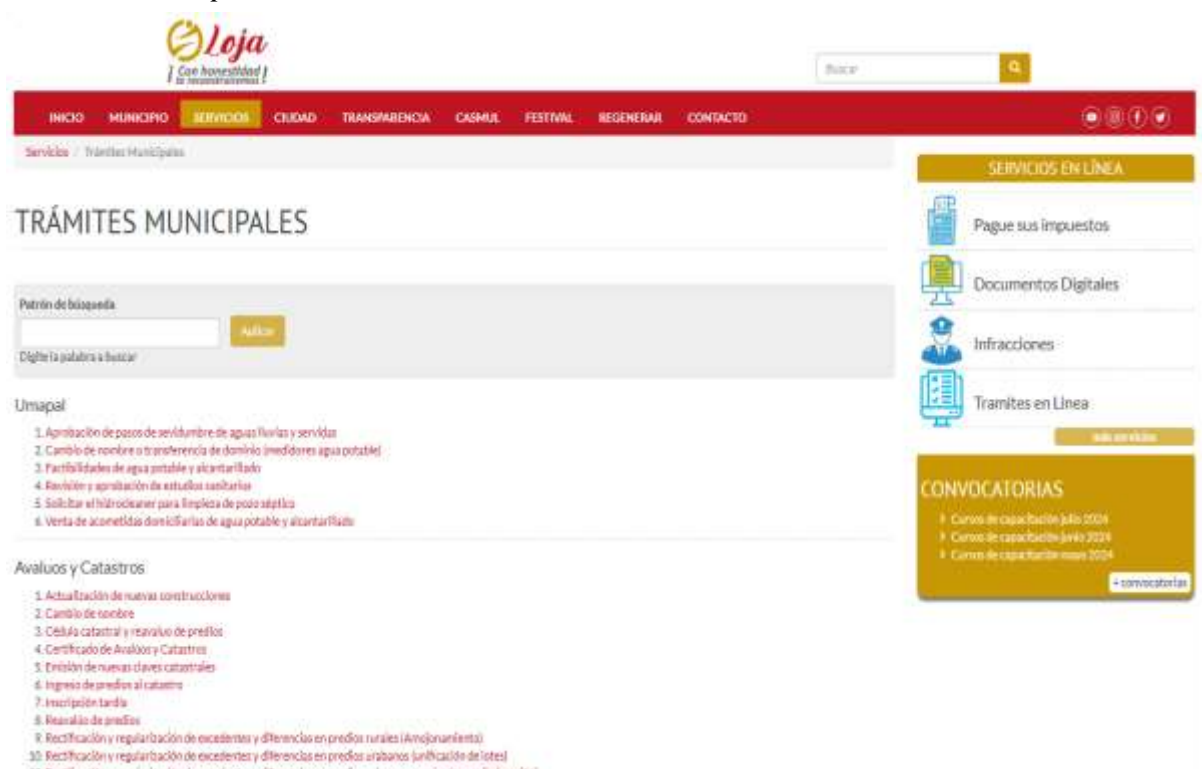 Loja
¡ Con honestidad
la reconstruiremos !
Buscar
INICIO MUNICIPIO SERVICIOS CIUDAD TRANSPARENCIA CASMUL FESTIVAL REGENERAR CONTACTO
Servicios / Trámites Municipales
TRÁMITES MUNICIPALES
Patrón de búsqueda
Aplicar
Digite la palabra a buscar
Umapal
1. Aprobación de pasos de sevidumbre de aguas lluvias y servidas
2. Cambio de nombre o transferencia de dominio (medidores agua potable)
3. Factibilidades de agua potable y alcantarillado
4. Revisión y aprobación de estudios sanitarios
5. Solicitar el hidrocleaner para limpieza de pozo séptico
6. Venta de acometidas domiciliarias de agua potable y alcantarillado
Avaluos y Catastros
1. Actualización de nuevas construcciones
2. Cambio de nombre
3. Cédula catastral y reavaluo de predios
4. Certificado de Avalúos y Catastros
5. Emisión de nuevas claves catastrales
6. Ingreso de predios al catastro
7. Inscripción tardía
8. Reavalúo de predios
9. Rectificación y regularización de excedentes y diferencias en predios rurales (Amojonamiento)
10. Rectificación y regularización de excedentes y diferencias en predios urabanos (unificación de lotes)
SERVICIOS EN LÍNEA
Pague sus impuestos
Documentos Digitales
Infracciones
Tramites en Linea
más servicios
CONVOCATORIAS
Cursos de capacitación julio 2024
Cursos de capacitación junio 2024
Cursos de capacitación mayo 2024
+ convocatorias